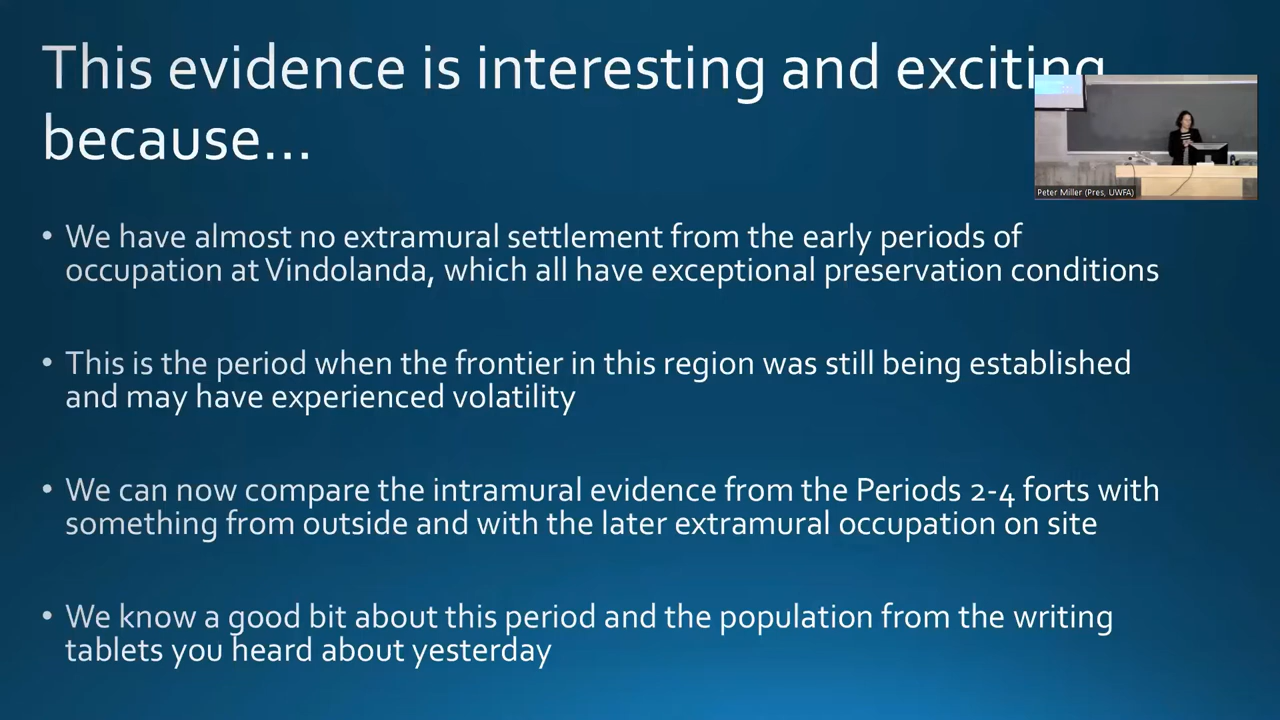 This evidence is interesting and exciting
because...
• We have almost no extramural settlement from the early periods of
occupation at Vindolanda, which all have exceptional preservation conditions
• This is the period when the frontier in this region was still being established
and may have experienced volatility
• We can now compare the intramural evidence from the Periods 2-4 forts with
something from outside and with the later extramural occupation on site
• We know a good bit about this period and the population from the writing
tablets you heard about yesterday
Peter Miller (Pres, UWFA)